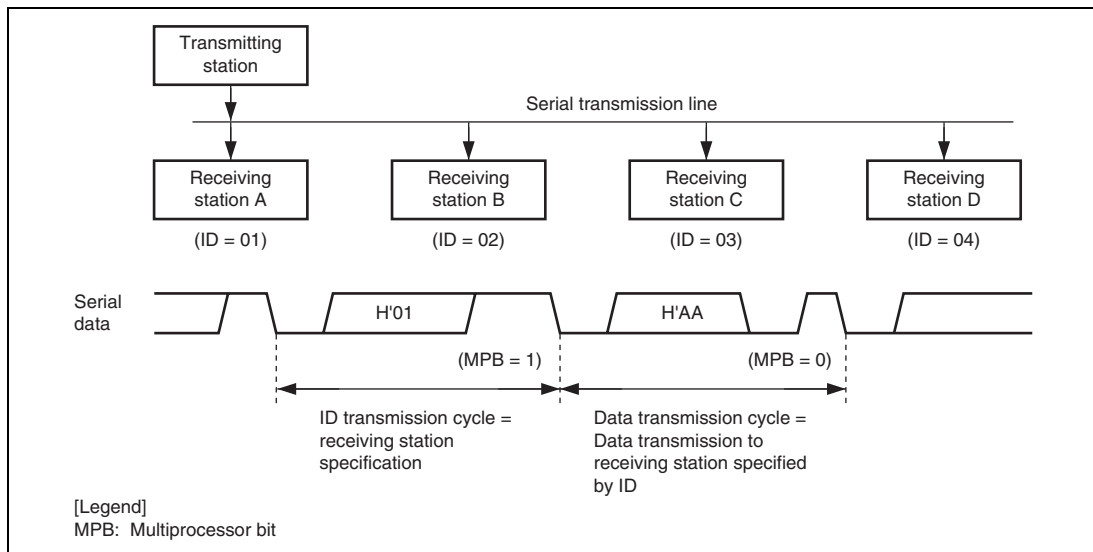 Transmitting
station
Serial transmission line
Receiving
station A
Receiving
station B
Receiving
station C
Receiving
station D
(ID = 01)
(ID = 02)
(ID = 03)
(ID = 04)
Serial
data
H'01
H'AA
(MPB = 1)
(MPB = 0)
ID transmission cycle =
receiving station
specification
Data transmission cycle =
Data transmission to
receiving station specified
by ID
[Legend]
MPB: Multiprocessor bit